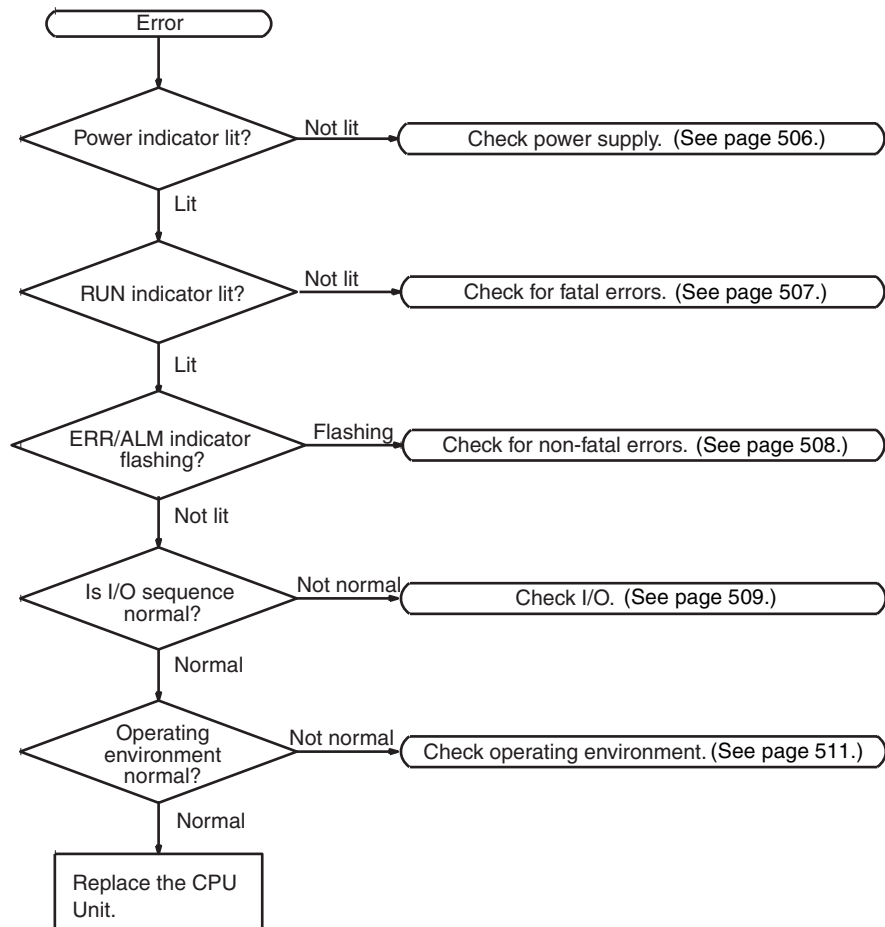 Error
Power indicator lit?
Not lit
Check power supply. (See page 506.)
Lit
RUN indicator lit?
Not lit
Check for fatal errors. (See page 507.)
Lit
ERR/ALM indicator
flashing?
Flashing
Check for non-fatal errors. (See page 508.)
Not lit
Is I/O sequence
normal?
Not normal
Check I/O. (See page 509.)
Normal
Operating
environment
normal?
Not normal
Check operating environment. (See page 511.)
Normal
Replace the CPU
Unit.